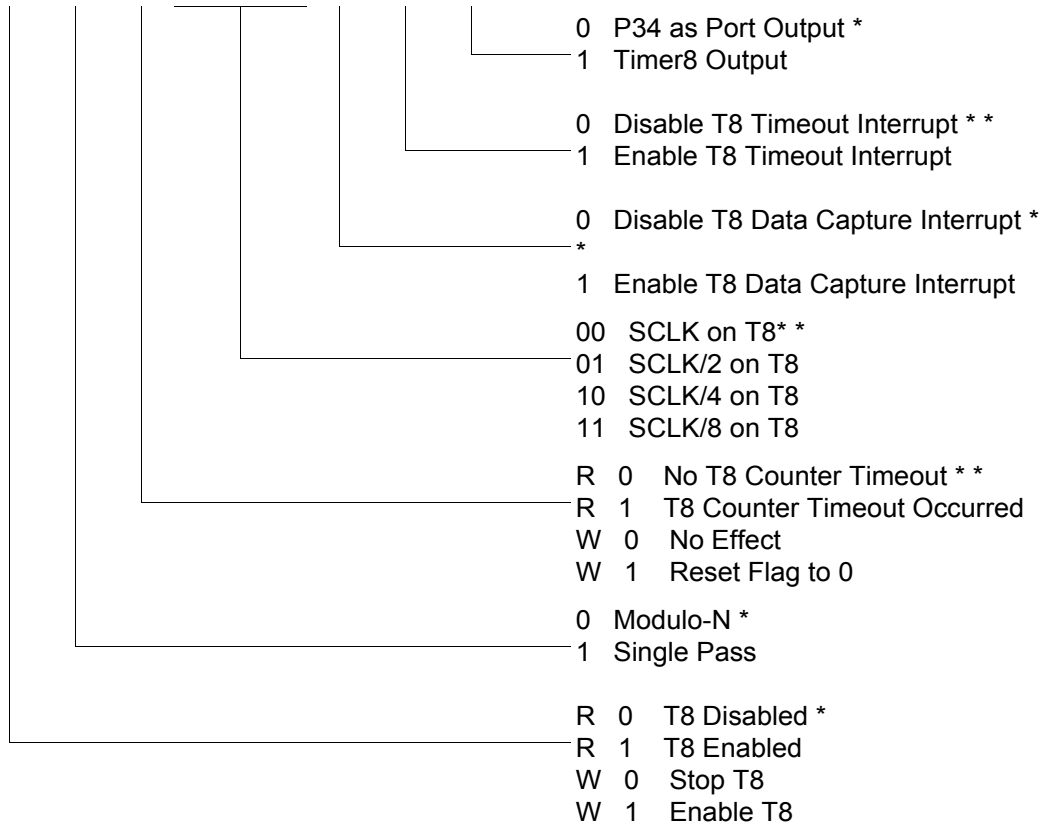 0 P34 as Port Output *
1 Timer8 Output
0 Disable T8 Timeout Interrupt * *
1 Enable T8 Timeout Interrupt
0 Disable T8 Data Capture Interrupt *
*
1 Enable T8 Data Capture Interrupt
00 SCLK on T8* *
01 SCLK/2 on T8
10 SCLK/4 on T8
11 SCLK/8 on T8
R 0 No T8 Counter Timeout * *
R 1 T8 Counter Timeout Occurred
W 0 No Effect
W 1 Reset Flag to 0
0 Modulo-N *
1 Single Pass
R 0 T8 Disabled *
R 1 T8 Enabled
W 0 Stop T8
W 1 Enable T8